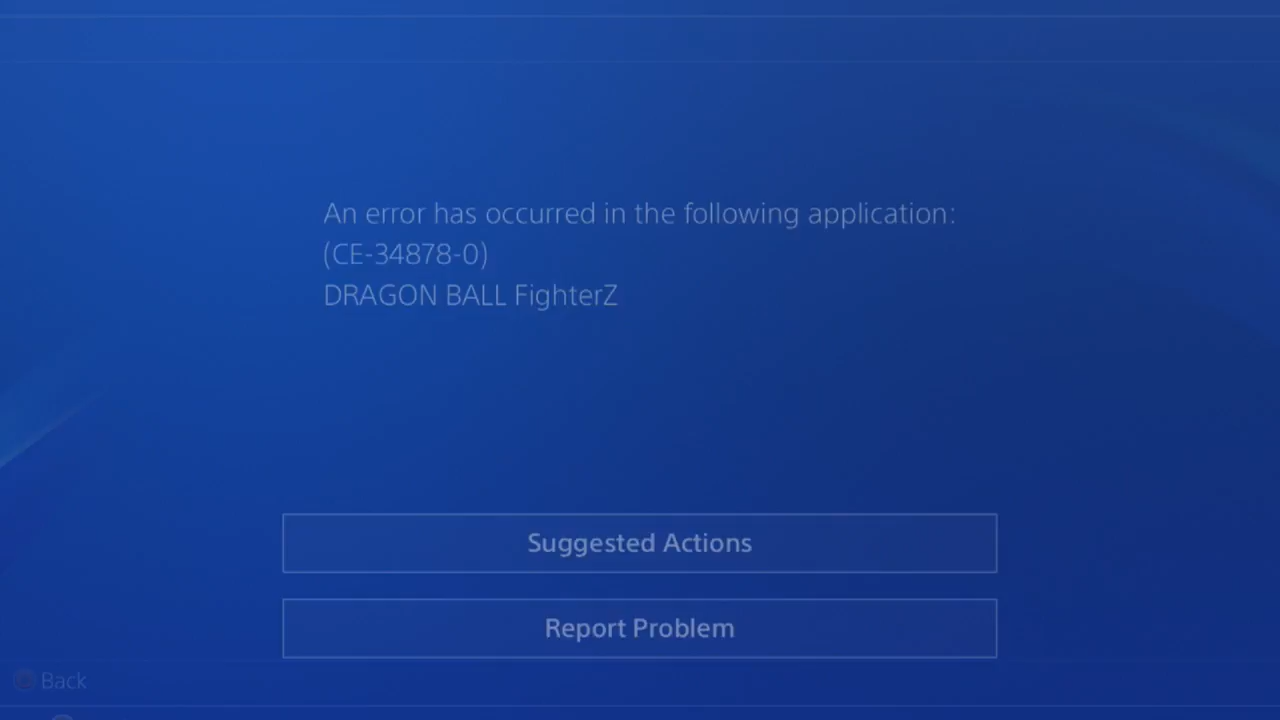 An error has occurred in the following application:
(CE-34878-0)
DRAGON BALL FighterZ
Suggested Actions
Report Problem
Back